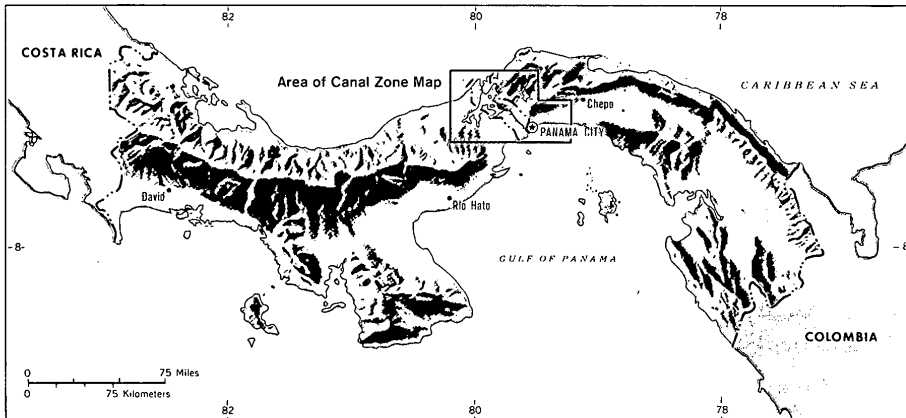 82
80
78
COSTA RICA
Area of Canal Zone Map
CARIBBEAN SEA
Chepo
PANAMA CITY
David
Río Hato
-8
8-
GULF OF PANAMA
COLOMBIA
0
75 Miles
0
75 Kilometers
82
80
78